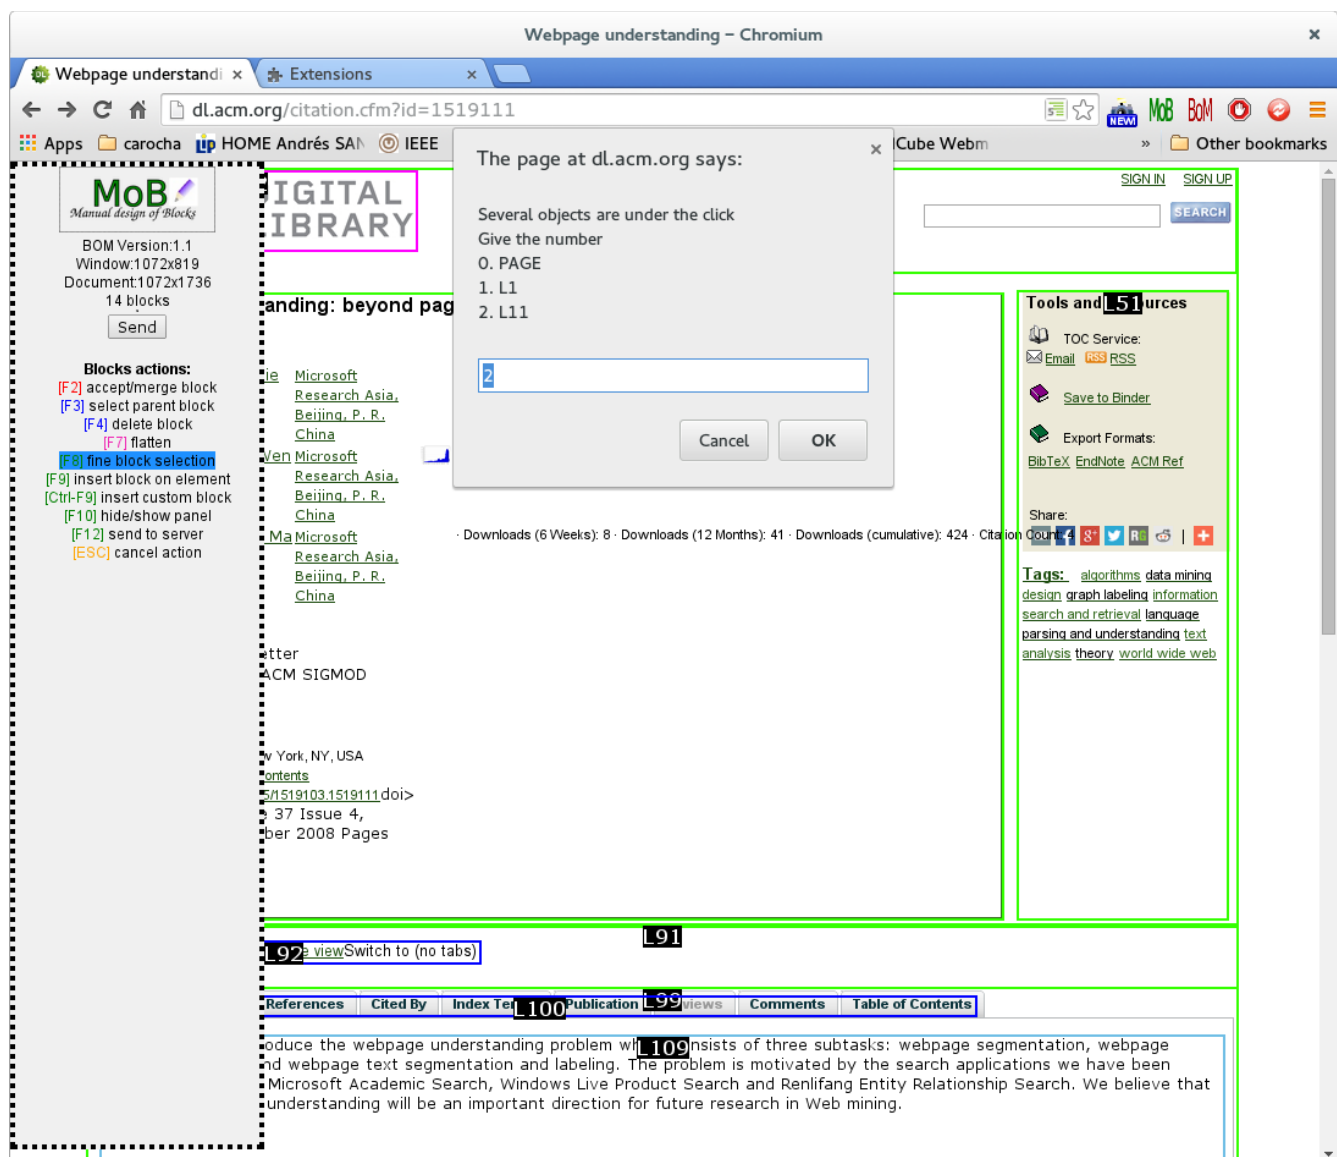 Webpage understanding – Chromium ×
Webpage understandi × Extensions ×
dl.acm.org/citation.cfm?id=1519111 NEW! MoB BoM
Apps carocha lip HOME Andrés SAN IEEE ICube Webm » Other bookmarks
MoB
Manual design of Blocks
BOM Version:1.1
Window:1072x819
Document:1072x1736
14 blocks
Send
Blocks actions:
[F2] accept/merge block
[F3] select parent block
[F4] delete block
[F7] flatten
[F8] fine block selection
[F9] insert block on element
[Ctrl-F9] insert custom block
[F10] hide/show panel
[F12] send to server
[ESC] cancel action
The page at dl.acm.org says: ×
Several objects are under the click
Give the number
0. PAGE
1. L1
2. L11
2
Cancel OK
IGITAL
IBRARY
SIGN IN SIGN UP
SEARCH
anding: beyond pag
ie Microsoft
Research Asia,
Beijing, P. R.
China
Wen Microsoft
Research Asia,
Beijing, P. R.
China
Ma Microsoft
Research Asia,
Beijing, P. R.
China
· Downloads (6 Weeks): 8 · Downloads (12 Months): 41 · Downloads (cumulative): 424 · Citation Count: 4
etter
ACM SIGMOD
w York, NY, USA
ontents
5/1519103.1519111doi>
e 37 Issue 4,
ber 2008 Pages
Tools and L51 urces
TOC Service:
Email RSS RSS
Save to Binder
Export Formats:
BibTeX EndNote ACM Ref
Share:
g+ RG | +
Tags: algorithms data mining
design graph labeling information
search and retrieval language
parsing and understanding text
analysis theory world wide web
L91
L92 e view Switch to (no tabs)
References Cited By Index Te L100 Publication L99 views Comments Table of Contents
oduce the webpage understanding problem wh L109 nsists of three subtasks: webpage segmentation, webpage
nd webpage text segmentation and labeling. The problem is motivated by the search applications we have been
Microsoft Academic Search, Windows Live Product Search and Renlifang Entity Relationship Search. We believe that
understanding will be an important direction for future research in Web mining.